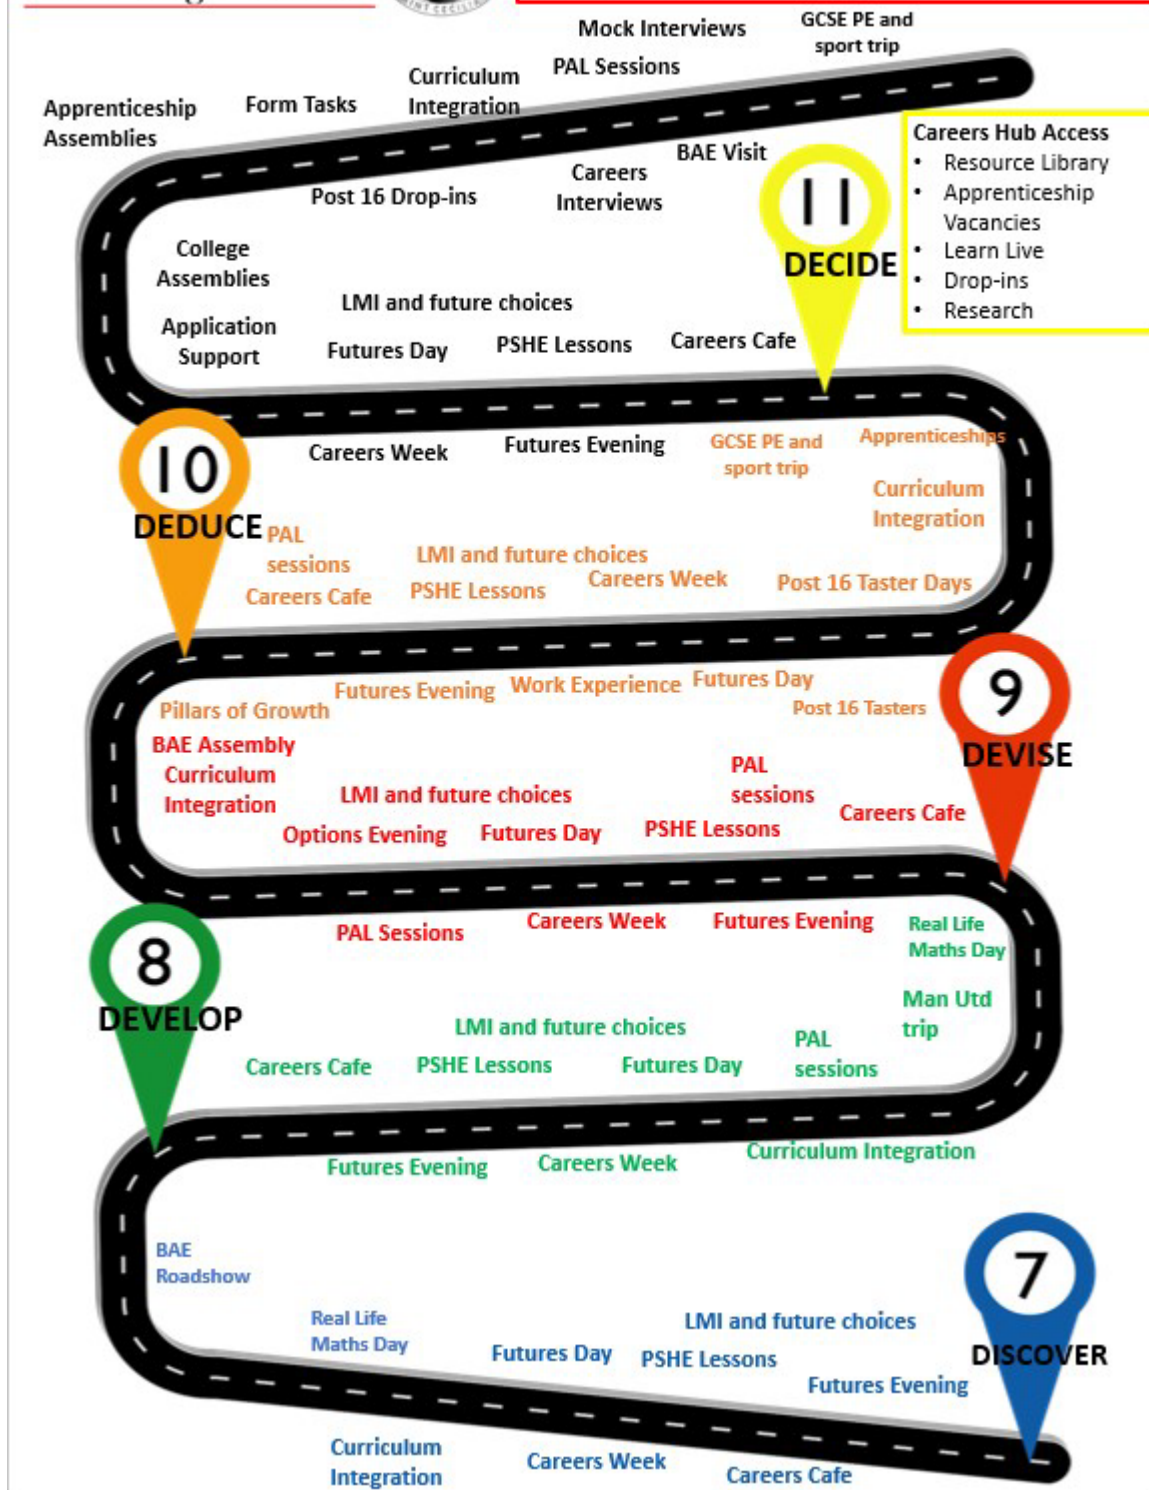 Mock Interviews
GCSE PE and
sport trip
PAL Sessions
Curriculum
Integration
Form Tasks
Apprenticeship
Assemblies
Careers Hub Access
• Resource Library
• Apprenticeship
Vacancies
• Learn Live
• Drop-ins
• Research
BAE Visit
Careers
Interviews
Post 16 Drop-ins
11
DECIDE
College
Assemblies
LMI and future choices
Application
Support
Futures Day
PSHE Lessons
Careers Cafe
Careers Week
Futures Evening
GCSE PE and
sport trip
Apprenticeships
Curriculum
Integration
10
DEDUCE
PAL
sessions
LMI and future choices
Careers Cafe
PSHE Lessons
Careers Week
Post 16 Taster Days
Pillars of Growth
Futures Evening
Work Experience
Futures Day
Post 16 Tasters
9
DEVISE
BAE Assembly
Curriculum
Integration
LMI and future choices
PAL
sessions
Options Evening
Futures Day
PSHE Lessons
Careers Cafe
PAL Sessions
Careers Week
Futures Evening
Real Life
Maths Day
8
DEVELOP
Man Utd
trip
LMI and future choices
PAL
sessions
Careers Cafe
PSHE Lessons
Futures Day
Futures Evening
Careers Week
Curriculum Integration
BAE
Roadshow
7
DISCOVER
Real Life
Maths Day
LMI and future choices
Futures Day
PSHE Lessons
Futures Evening
Curriculum
Integration
Careers Week
Careers Cafe